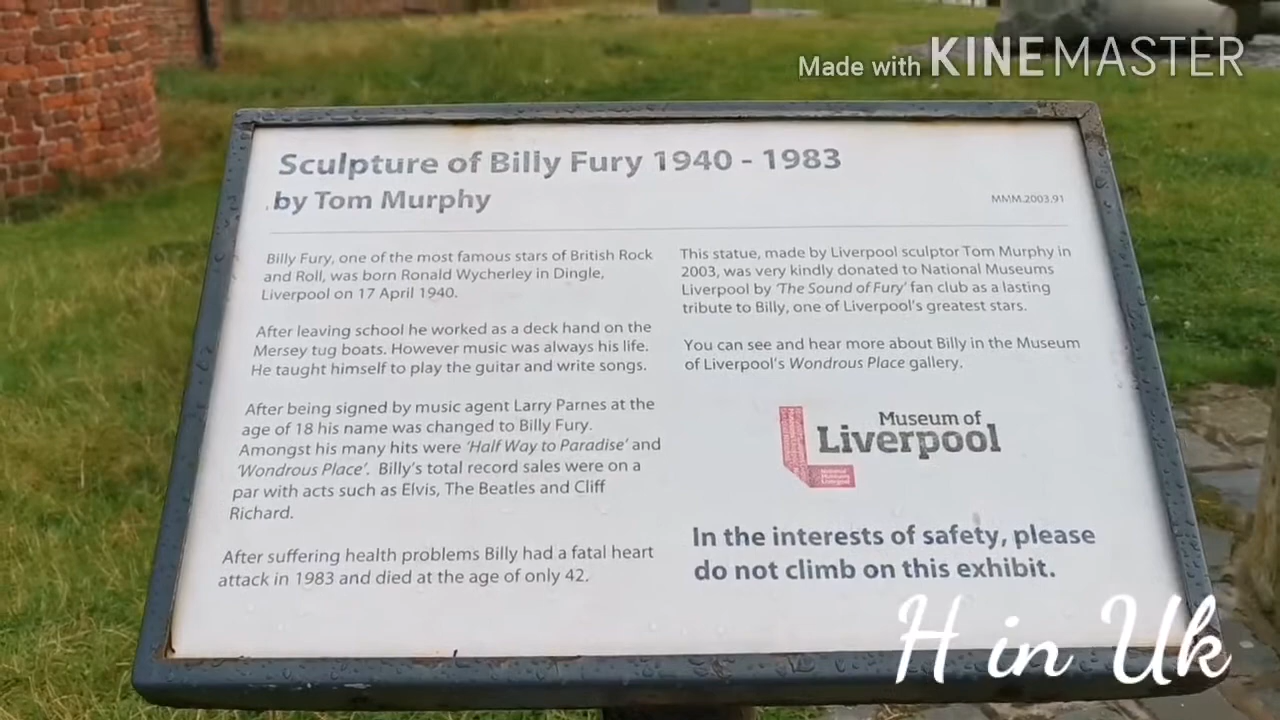 Made with KINEMASTER
Sculpture of Billy Fury 1940 - 1983
by Tom Murphy
MMM.2003.91
Billy Fury, one of the most famous stars of British Rock
and Roll, was born Ronald Wycherley in Dingle,
Liverpool on 17 April 1940.
After leaving school he worked as a deck hand on the
Mersey tug boats. However music was always his life.
He taught himself to play the guitar and write songs.
After being signed by music agent Larry Parnes at the
age of 18 his name was changed to Billy Fury.
Amongst his many hits were 'Half Way to Paradise' and
'Wondrous Place'. Billy's total record sales were on a
par with acts such as Elvis, The Beatles and Cliff
Richard.
After suffering health problems Billy had a fatal heart
attack in 1983 and died at the age of only 42.
This statue, made by Liverpool sculptor Tom Murphy in
2003, was very kindly donated to National Museums
Liverpool by 'The Sound of Fury' fan club as a lasting
tribute to Billy, one of Liverpool's greatest stars.
You can see and hear more about Billy in the Museum
of Liverpool's Wondrous Place gallery.
Museum of
Liverpool
National
Museums
Liverpool
In the interests of safety, please
do not climb on this exhibit.
H in Uk